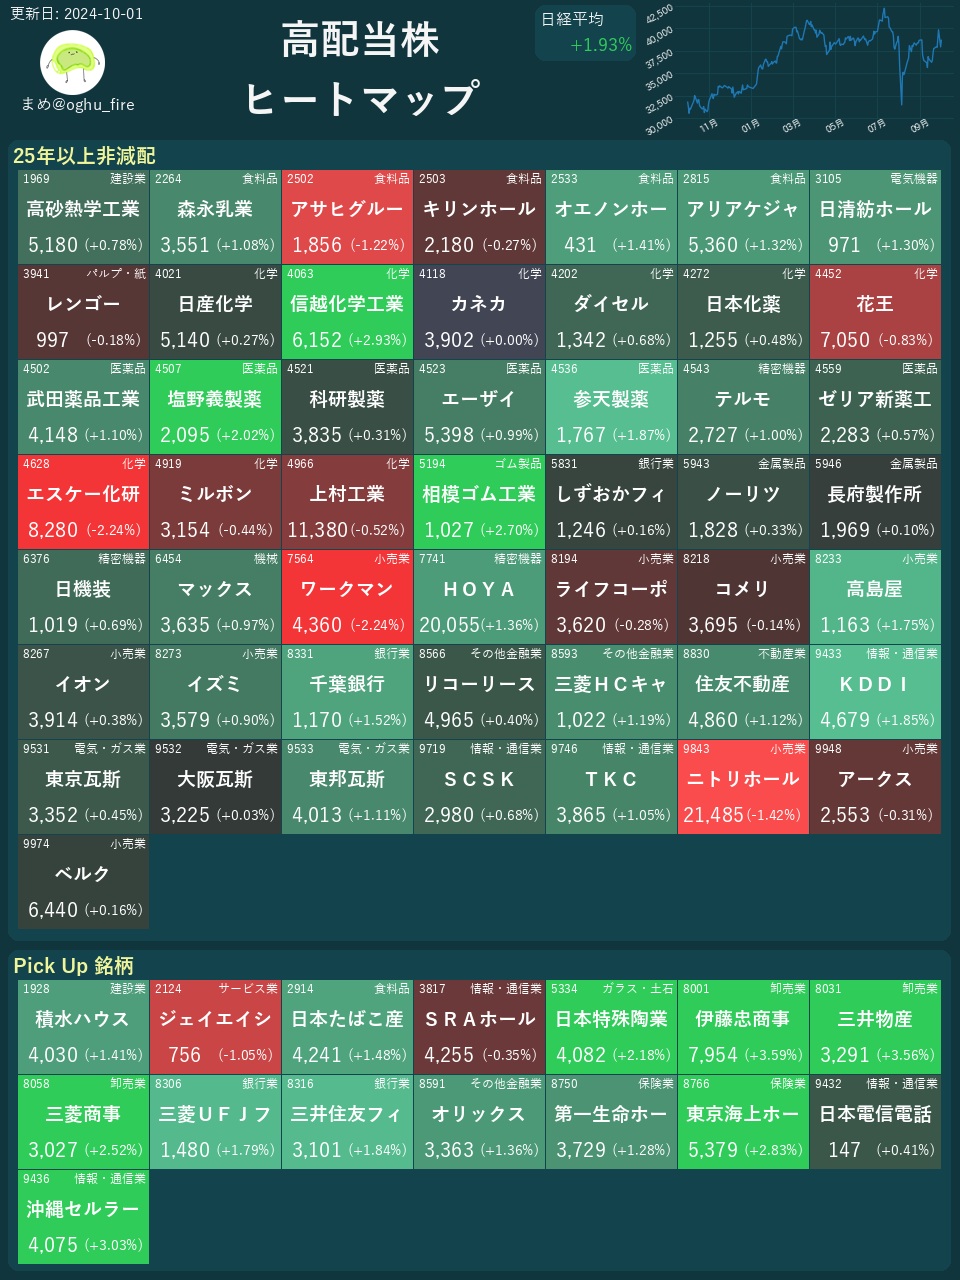 更新日: 2024-10-01
まめ@oghu_fire
高配当株
ヒートマップ
日経平均
+1.93%
42,500
40,000
37,500
35,000
32,500
30,000
11月 01月 03月 05月 07月 09月
25年以上非減配
1969 建設業
高砂熱学工業
5,180 (+0.78%)
2264 食料品
森永乳業
3,551 (+1.08%)
2502 食料品
アサヒグルー
1,856 (-1.22%)
2503 食料品
キリンホール
2,180 (-0.27%)
2533 食料品
オエノンホー
431 (+1.41%)
2815 食料品
アリアケジャ
5,360 (+1.32%)
3105 電気機器
日清紡ホール
971 (+1.30%)
3941 パルプ・紙
レンゴー
997 (-0.18%)
4021 化学
日産化学
5,140 (+0.27%)
4063 化学
信越化学工業
6,152 (+2.93%)
4118 化学
カネカ
3,902 (+0.00%)
4202 化学
ダイセル
1,342 (+0.68%)
4272 化学
日本化薬
1,255 (+0.48%)
4452 化学
花王
7,050 (-0.83%)
4502 医薬品
武田薬品工業
4,148 (+1.10%)
4507 医薬品
塩野義製薬
2,095 (+2.02%)
4521 医薬品
科研製薬
3,835 (+0.31%)
4523 医薬品
エーザイ
5,398 (+0.99%)
4536 医薬品
参天製薬
1,767 (+1.87%)
4543 精密機器
テルモ
2,727 (+1.00%)
4559 医薬品
ゼリア新薬工
2,283 (+0.57%)
4628 化学
エスケー化研
8,280 (-2.24%)
4919 化学
ミルボン
3,154 (-0.44%)
4966 化学
上村工業
11,380 (-0.52%)
5194 ゴム製品
相模ゴム工業
1,027 (+2.70%)
5831 銀行業
しずおかフィ
1,246 (+0.16%)
5943 金属製品
ノーリツ
1,828 (+0.33%)
5946 金属製品
長府製作所
1,969 (+0.10%)
6376 精密機器
日機装
1,019 (+0.69%)
6454 機械
マックス
3,635 (+0.97%)
7564 小売業
ワークマン
4,360 (-2.24%)
7741 精密機器
ＨＯＹＡ
20,055 (+1.36%)
8194 小売業
ライフコーポ
3,620 (-0.28%)
8218 小売業
コメリ
3,695 (-0.14%)
8233 小売業
高島屋
1,163 (+1.75%)
8267 小売業
イオン
3,914 (+0.38%)
8273 小売業
イズミ
3,579 (+0.90%)
8331 銀行業
千葉銀行
1,170 (+1.52%)
8566 その他金融業
リコーリース
4,965 (+0.40%)
8593 その他金融業
三菱ＨＣキャ
1,022 (+1.19%)
8830 不動産業
住友不動産
4,860 (+1.12%)
9433 情報・通信業
ＫＤＤＩ
4,679 (+1.85%)
9531 電気・ガス業
東京瓦斯
3,352 (+0.45%)
9532 電気・ガス業
大阪瓦斯
3,225 (+0.03%)
9533 電気・ガス業
東邦瓦斯
4,013 (+1.11%)
9719 情報・通信業
ＳＣＳＫ
2,980 (+0.68%)
9746 情報・通信業
ＴＫＣ
3,865 (+1.05%)
9843 小売業
ニトリホール
21,485 (-1.42%)
9948 小売業
アークス
2,553 (-0.31%)
9974 小売業
ベルク
6,440 (+0.16%)
Pick Up 銘柄
1928 建設業
積水ハウス
4,030 (+1.41%)
2124 サービス業
ジェイエイシ
756 (-1.05%)
2914 食料品
日本たばこ産
4,241 (+1.48%)
3817 情報・通信業
ＳＲＡホール
4,255 (-0.35%)
5334 ガラス・土石
日本特殊陶業
4,082 (+2.18%)
8001 卸売業
伊藤忠商事
7,954 (+3.59%)
8031 卸売業
三井物産
3,291 (+3.56%)
8058 卸売業
三菱商事
3,027 (+2.52%)
8306 銀行業
三菱ＵＦＪフ
1,480 (+1.79%)
8316 銀行業
三井住友フィ
3,101 (+1.84%)
8591 その他金融業
オリックス
3,363 (+1.36%)
8750 保険業
第一生命ホー
3,729 (+1.28%)
8766 保険業
東京海上ホー
5,379 (+2.83%)
9432 情報・通信業
日本電信電話
147 (+0.41%)
9436 情報・通信業
沖縄セルラー
4,075 (+3.03%)